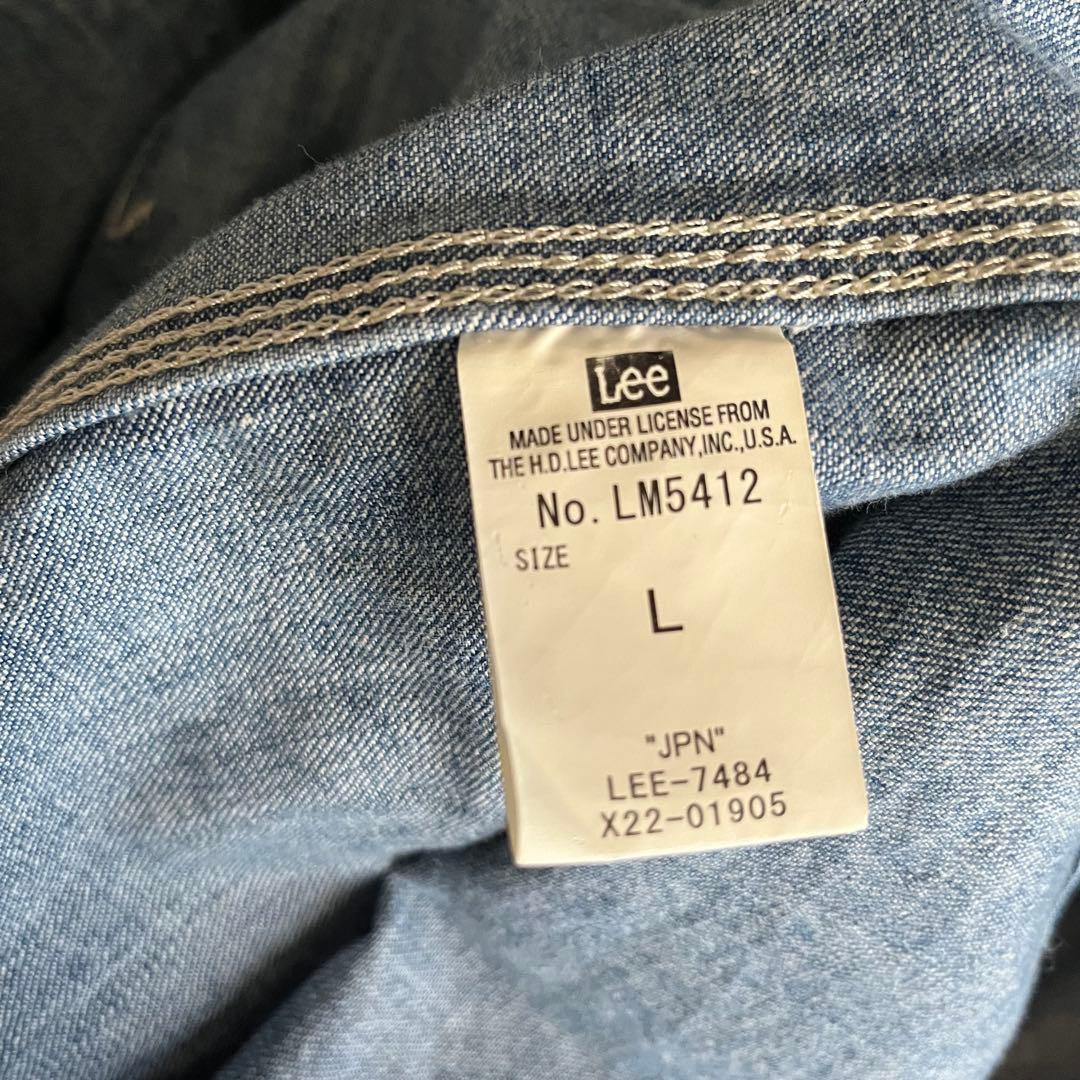 Lee
MADE UNDER LICENSE FROM
THE H.D.LEE COMPANY,INC.,U.S.A.
No. LM5412
SIZE
L
"JPN"
LEE-7484
X22-01905